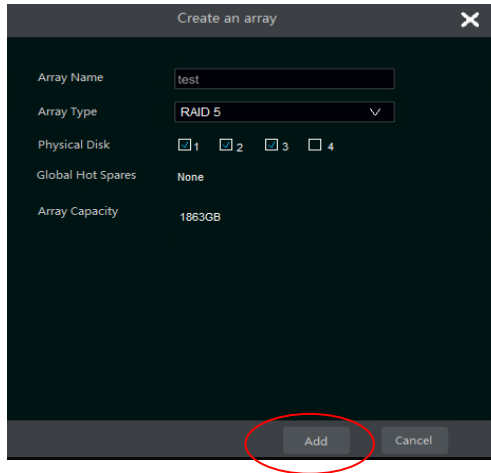 Create an array
Array Name test
Array Type RAID 5
Physical Disk 1 2 3 4
Global Hot Spares None
Array Capacity 1863GB
Add Cancel